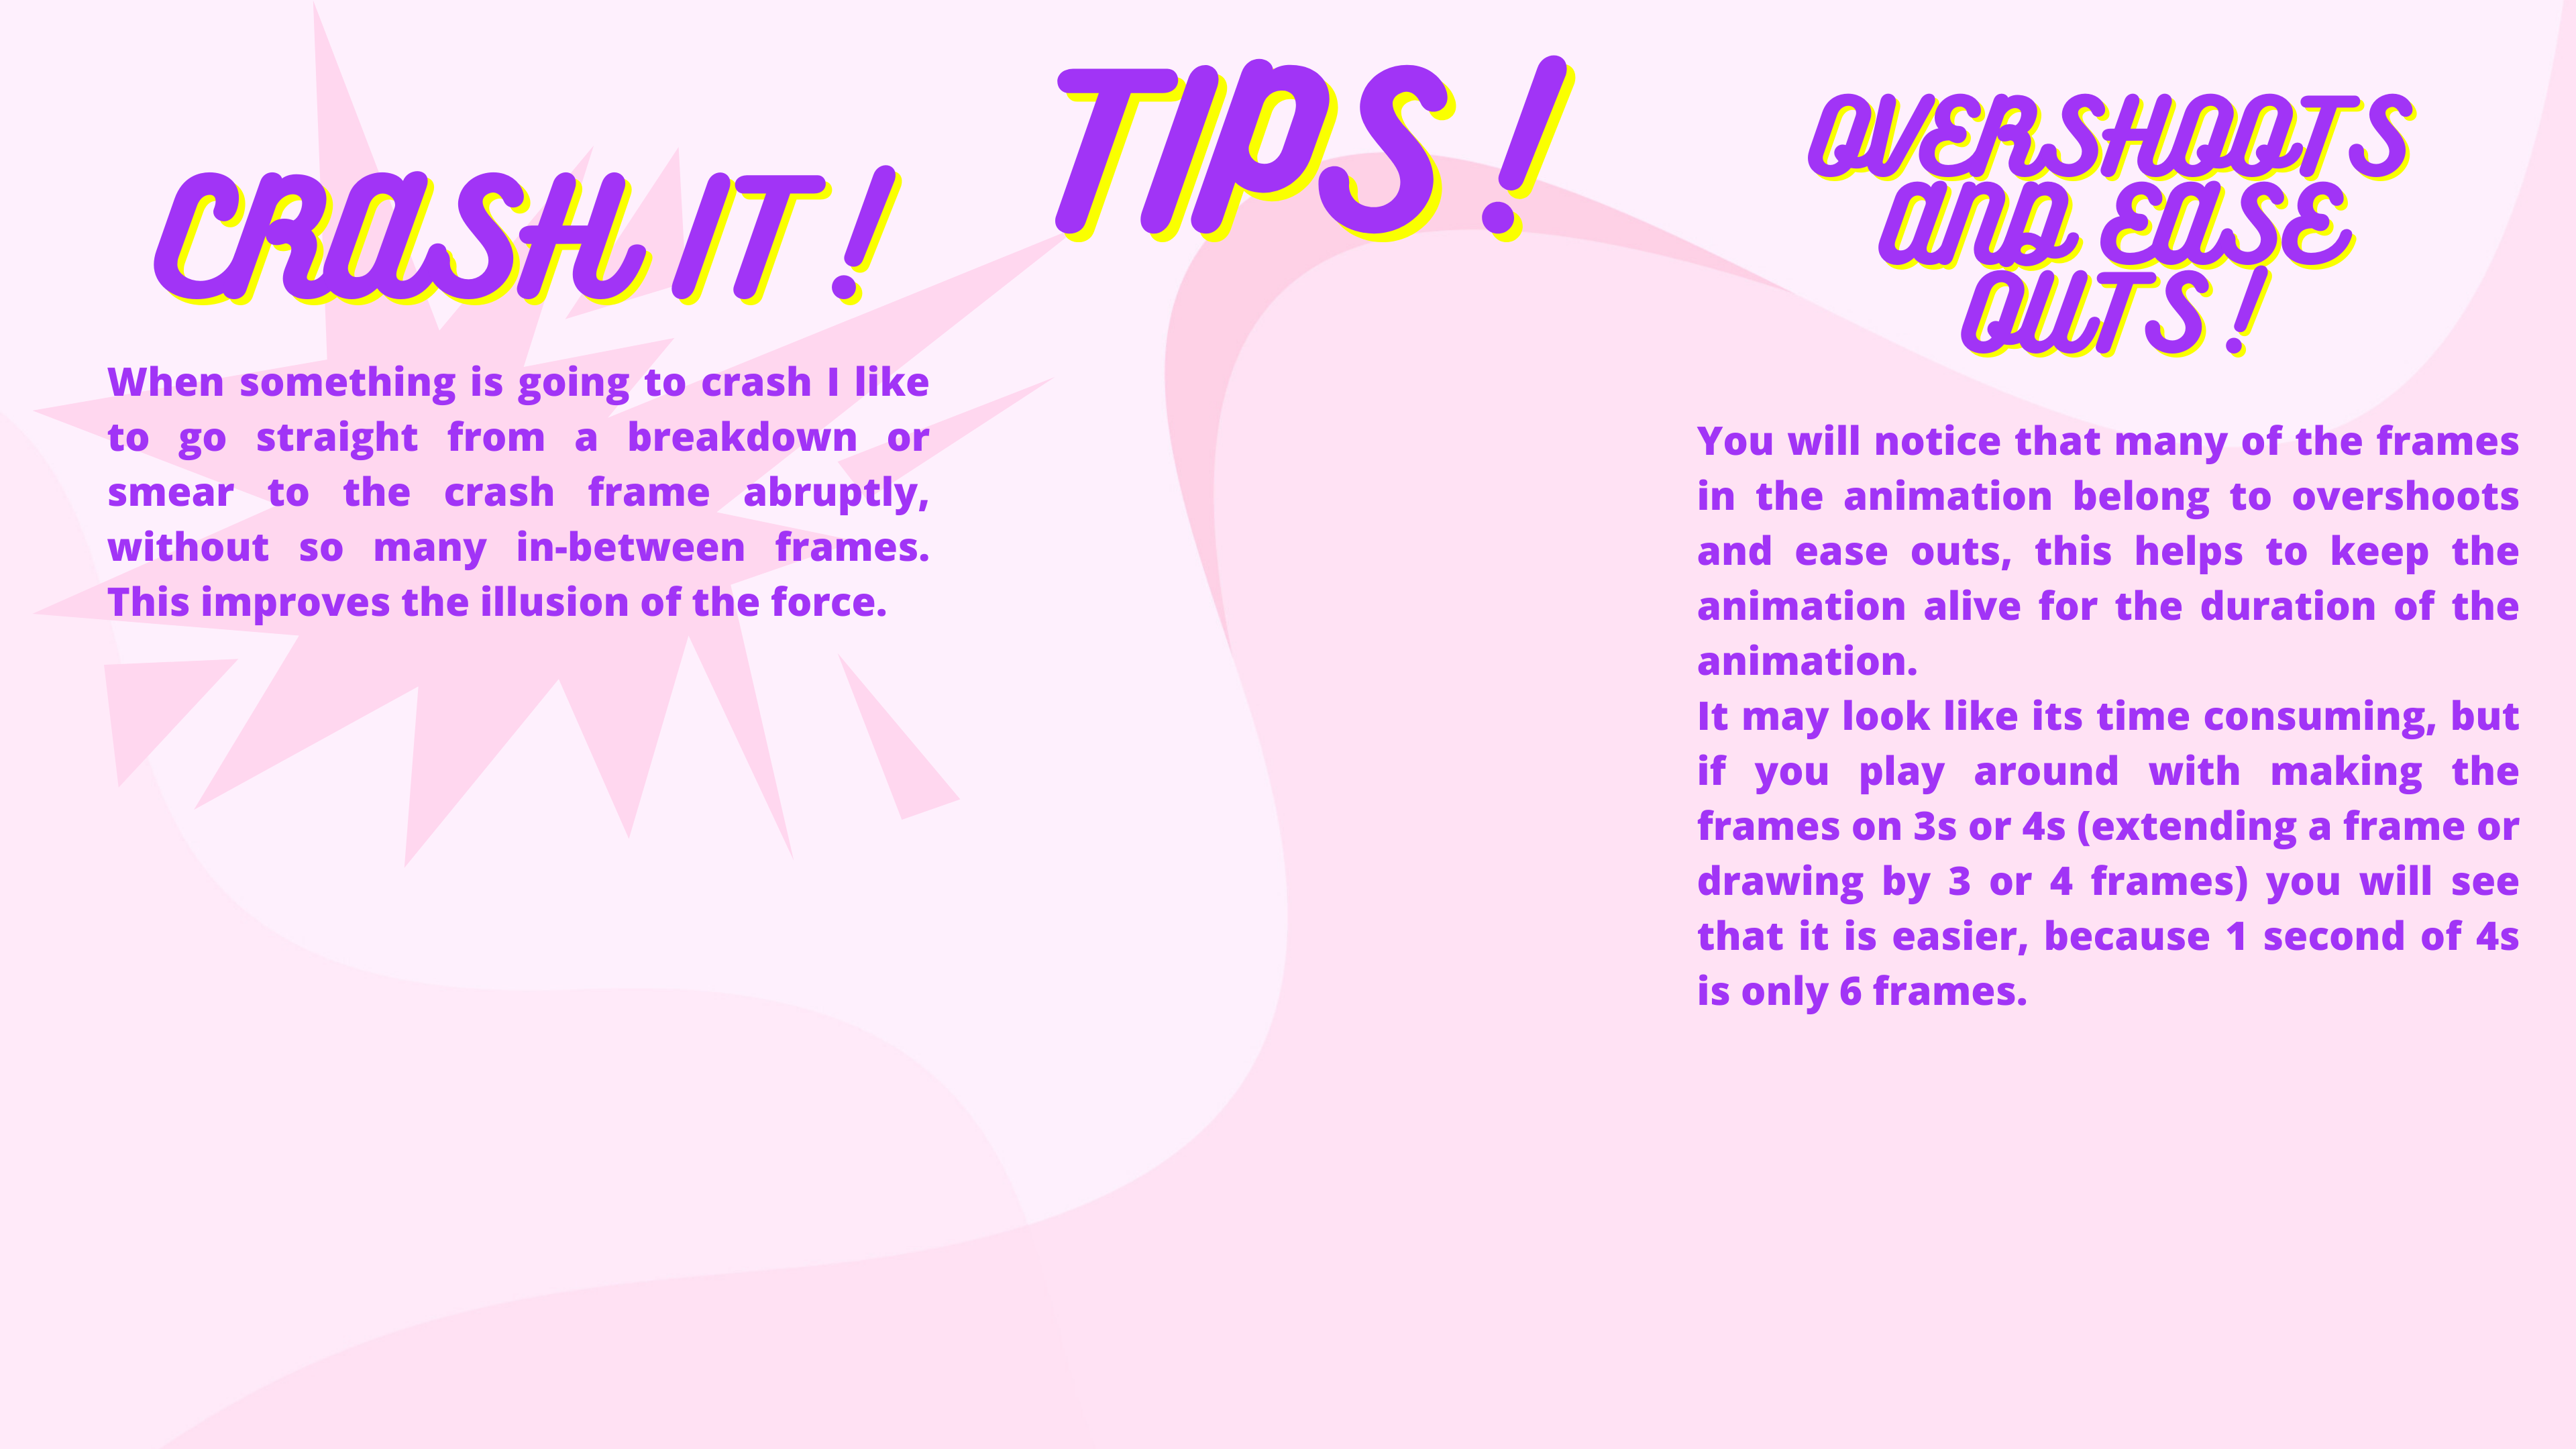 TIPS!
CRASH IT!
When something is going to crash I like
to go straight from a breakdown or
smear to the crash frame abruptly,
without so many in-between frames.
This improves the illusion of the force.
OVERSHOOTS
AND EASE
OUTS!
You will notice that many of the frames
in the animation belong to overshoots
and ease outs, this helps to keep the
animation alive for the duration of the
animation.
It may look like its time consuming, but
if you play around with making the
frames on 3s or 4s (extending a frame or
drawing by 3 or 4 frames) you will see
that it is easier, because 1 second of 4s
is only 6 frames.